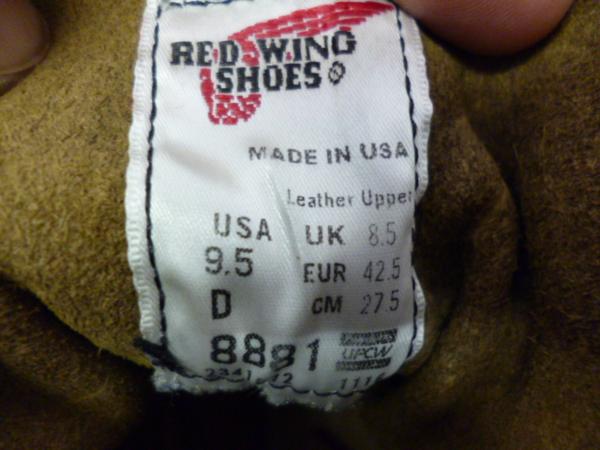 RED WING
SHOES
MADE IN USA
Leather Upper
USA UK 8.5
9.5 EUR 42.5
D CM 27.5
8881 UPCW